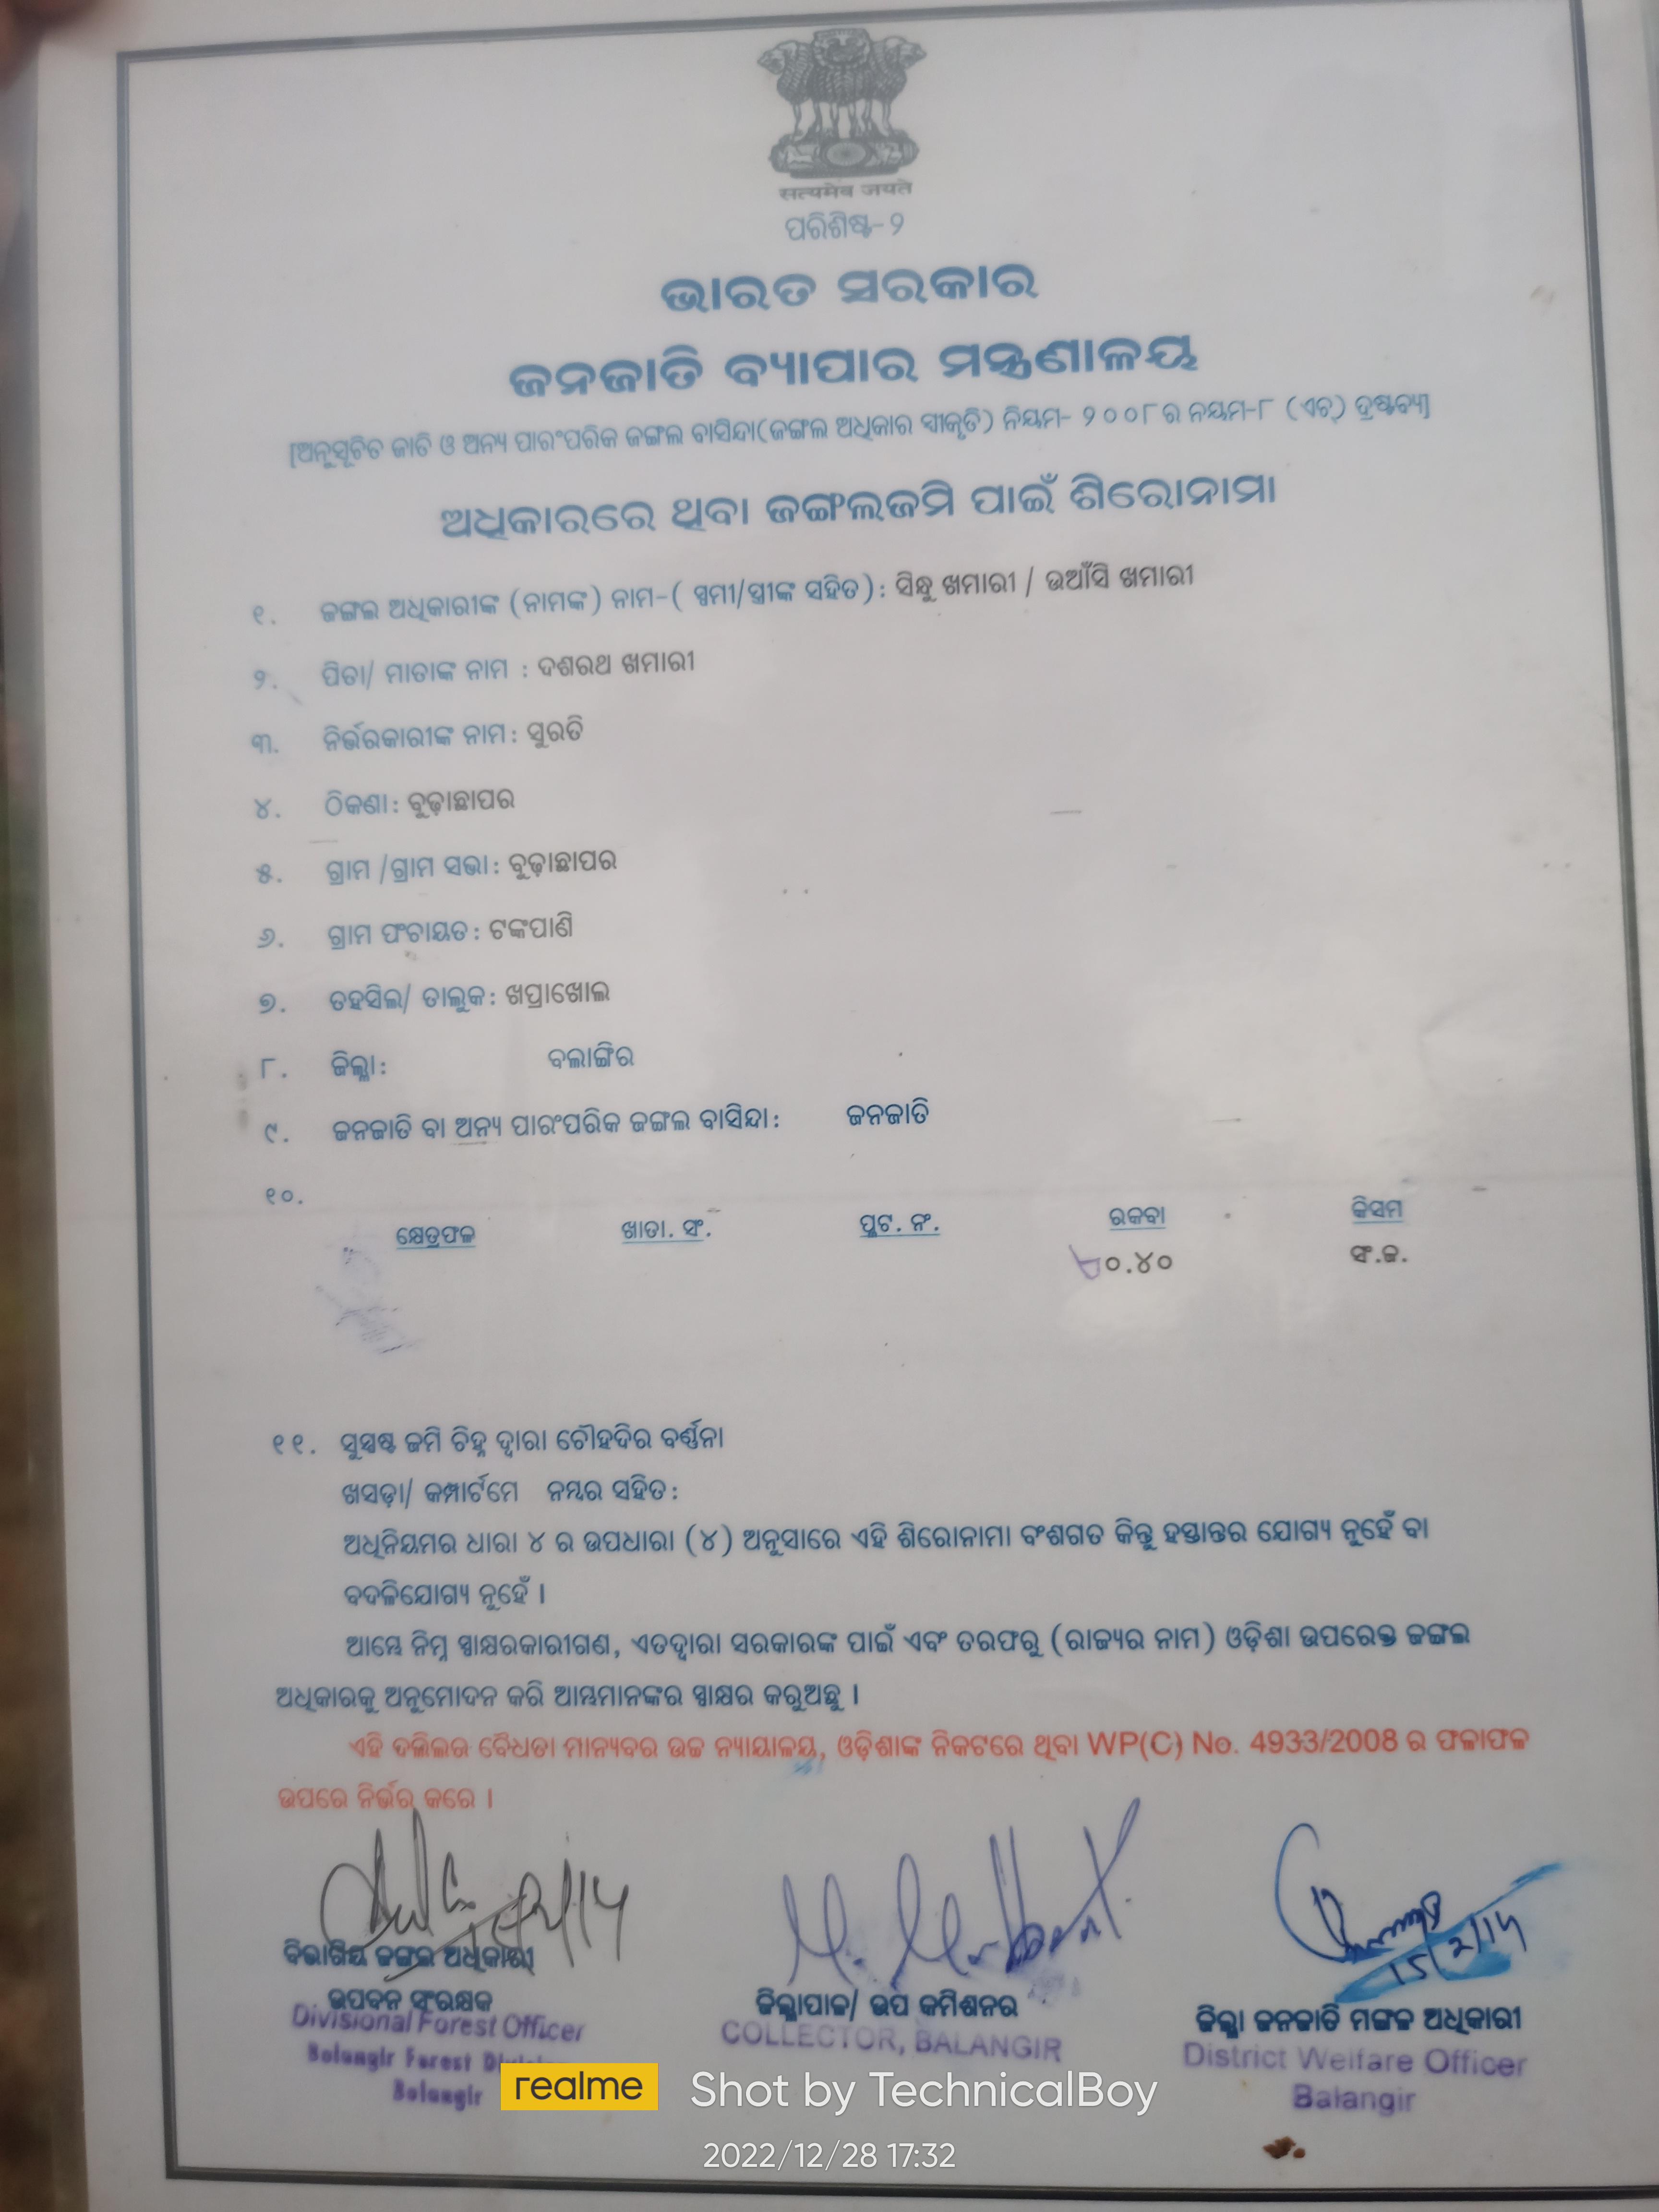 सत्यमेव जयते
ପରିଶିଷ୍ଟ-୨
ଭାରତ ସରକାର
ଜନଜାତି ବ୍ୟାପାର ମନ୍ତ୍ରଣାଳୟ
[ଅନୁସୂଚିତ ଜାତି ଓ ଅନ୍ୟ ପାରଂପରିକ ଜଙ୍ଗଲ ବାସିନ୍ଦା(ଜଙ୍ଗଲ ଅଧିକାର ସ୍ୱୀକୃତି) ନିୟମ- ୨୦୦୮ର ନୟମ-୮ (ଏଚ୍) ଦ୍ରଷ୍ଟବ୍ୟ]
ଅଧିକାରରେ ଥିବା ଜଙ୍ଗଲଜମି ପାଇଁ ଶିରୋନାମା
୧. ଜଙ୍ଗଲ ଅଧିକାରୀଙ୍କ (ନାମଙ୍କ) ନାମ-( ସ୍ୱମୀ/ସ୍ତ୍ରୀଙ୍କ ସହିତ): ସିନ୍ଧୁ ଖମାରୀ / ଉଆଁସି ଖମାରୀ
୨. ପିତା/ ମାତାଙ୍କ ନାମ : ଦଶରଥ ଖମାରୀ
୩. ନିର୍ଭରକାରୀଙ୍କ ନାମ: ସୁରତି
୪. ଠିକଣା: ବୁଢ଼ାଛାପର
୫. ଗ୍ରାମ /ଗ୍ରାମ ସଭା: ବୁଢ଼ାଛାପର
୬. ଗ୍ରାମ ପଂଚାୟତ: ଟଙ୍କପାଣି
୭. ତହସିଲ/ ତାଲୁକ: ଖପ୍ରାଖୋଲ
୮. ଜିଲ୍ଲା: ବଲାଙ୍ଗିର
୯. ଜନଜାତି ବା ଅନ୍ୟ ପାରଂପରିକ ଜଙ୍ଗଲ ବାସିନ୍ଦା: ଜନଜାତି
୧୦.
କ୍ଷେତ୍ରଫଳ ଖାତା. ସଂ. ପ୍ଲଟ. ନଂ. ରକବା କିସମ
୦.୪୦ ସଂ.ଜ.
୧୧. ସୁସ୍ପଷ୍ଟ ଜମି ଚିହ୍ନ ଦ୍ୱାରା ଚୌହଦିର ବର୍ଣ୍ଣନା
ଖସଡ଼ା/ କମ୍ପାର୍ଟମେ ନମ୍ବର ସହିତ:
ଅଧିନିୟମର ଧାରା ୪ ର ଉପଧାରା (୪) ଅନୁସାରେ ଏହି ଶିରୋନାମା ବଂଶଗତ କିନ୍ତୁ ହସ୍ତାନ୍ତର ଯୋଗ୍ୟ ନୁହେଁ ବା
ବଦଳିଯୋଗ୍ୟ ନୁହେଁ ।
ଆମ୍ଭେ ନିମ୍ନ ସ୍ୱାକ୍ଷରକାରୀଗଣ, ଏତଦ୍ୱାରା ସରକାରଙ୍କ ପାଇଁ ଏବଂ ତରଫରୁ (ରାଜ୍ୟର ନାମ) ଓଡ଼ିଶା ଉପରେକ୍ତ ଜଙ୍ଗଲ
ଅଧିକାରକୁ ଅନୁମୋଦନ କରି ଆମ୍ଭମାନଙ୍କର ସ୍ୱାକ୍ଷର କରୁଅଛୁ ।
ଏହି ଦଲିଲର ବୈଧତା ମାନ୍ୟବର ଉଚ୍ଚ ନ୍ୟାୟାଳୟ, ଓଡ଼ିଶାଙ୍କ ନିକଟରେ ଥିବା WP(C) No. 4933/2008 ର ଫଳାଫଳ
ଉପରେ ନିର୍ଭର କରେ ।
15/2/14
ବିଭାଗିୟ ଜଙ୍ଗଲ ଅଧିକାରୀ
ଉପବନ ସଂରକ୍ଷକ
Divisional Forest Officer
Bolangir Forest
Bolangir
ଜିଲ୍ଲାପାଳ/ ଉପ କମିଶନର
COLLECTOR, BALANGIR
ଜିଲ୍ଲା ଜନଜାତି ମଙ୍ଗଳ ଅଧିକାରୀ
District Welfare Officer
Balangir
realme Shot by TechnicalBoy
2022/12/28 17:32